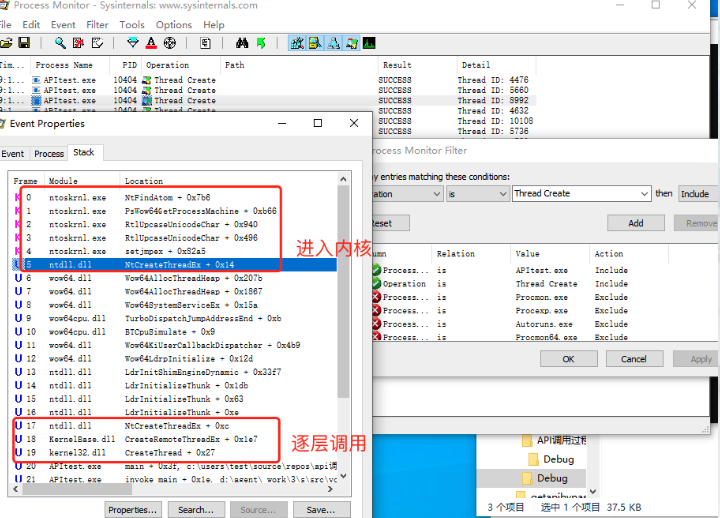 Process Monitor - Sysinternals: www.sysinternals.com
File Edit Event Filter Tools Options Help
Tim... Process Name PID Operation Path Result Detail
9:1... APItest.exe 10404 Thread Create SUCCESS Thread ID: 4476
9:1... APItest.exe 10404 Thread Create SUCCESS Thread ID: 5660
9:1... APItest.exe 10404 Thread Create SUCCESS Thread ID: 8992
9:1... APItest.exe 10404 Thread Create SUCCESS Thread ID: 4632
9:1... APItest.exe 10404 Thread Create SUCCESS Thread ID: 10108
SUCCESS Thread ID: 5736
Event Properties
Event Process Stack
Frame Module Location
K 0 ntoskrnl.exe NtFindAtom + 0x7b6
K 1 ntoskrnl.exe PsWow64GetProcessMachine + 0xb66
K 2 ntoskrnl.exe RtlUpcaseUnicodeChar + 0x940
K 3 ntoskrnl.exe RtlUpcaseUnicodeChar + 0x496
K 4 ntoskrnl.exe setjmpex + 0x82a5
U 5 ntdll.dll NtCreateThreadEx + 0x14
U 6 wow64.dll Wow64AllocThreadHeap + 0x207b
U 7 wow64.dll Wow64AllocThreadHeap + 0x1867
U 8 wow64.dll Wow64SystemServiceEx + 0x15a
U 9 wow64cpu.dll TurboDispatchJumpAddressEnd + 0xb
U 10 wow64cpu.dll BTCpuSimulate + 0x9
U 11 wow64.dll Wow64KiUserCallbackDispatcher + 0x4b9
U 12 wow64.dll Wow64LdrpInitialize + 0x12d
U 13 ntdll.dll LdrInitShimEngineDynamic + 0x33f7
U 14 ntdll.dll LdrInitializeThunk + 0x1db
U 15 ntdll.dll LdrInitializeThunk + 0x63
U 16 ntdll.dll LdrInitializeThunk + 0xe
U 17 ntdll.dll NtCreateThreadEx + 0xc
U 18 KernelBase.dll CreateRemoteThreadEx + 0x1e7
U 19 kernel32.dll CreateThread + 0x27
U 20 APItest.exe main + 0x3f, c:\users\test\source\repos\api调
U 21 APItest.exe invoke_main + 0x1e, d:\agent\_work\3\s\src\vc
进入内核
逐层调用
Properties... Search... Source... Save...
Process Monitor Filter
entries matching these conditions:
is Thread Create then Include
Reset Add Remove
Column Relation Value Action
Process... is APItest.exe Include
Operation is Thread Create Include
Process... is Procmon.exe Exclude
Process... is Procexp.exe Exclude
Process... is Autoruns.exe Exclude
Process... is Procmon64.exe Exclude
OK Cancel Apply
API调用过程
Debug
Debug
getapibypas
3 个项目 选中 1 个项目 37.5 KB